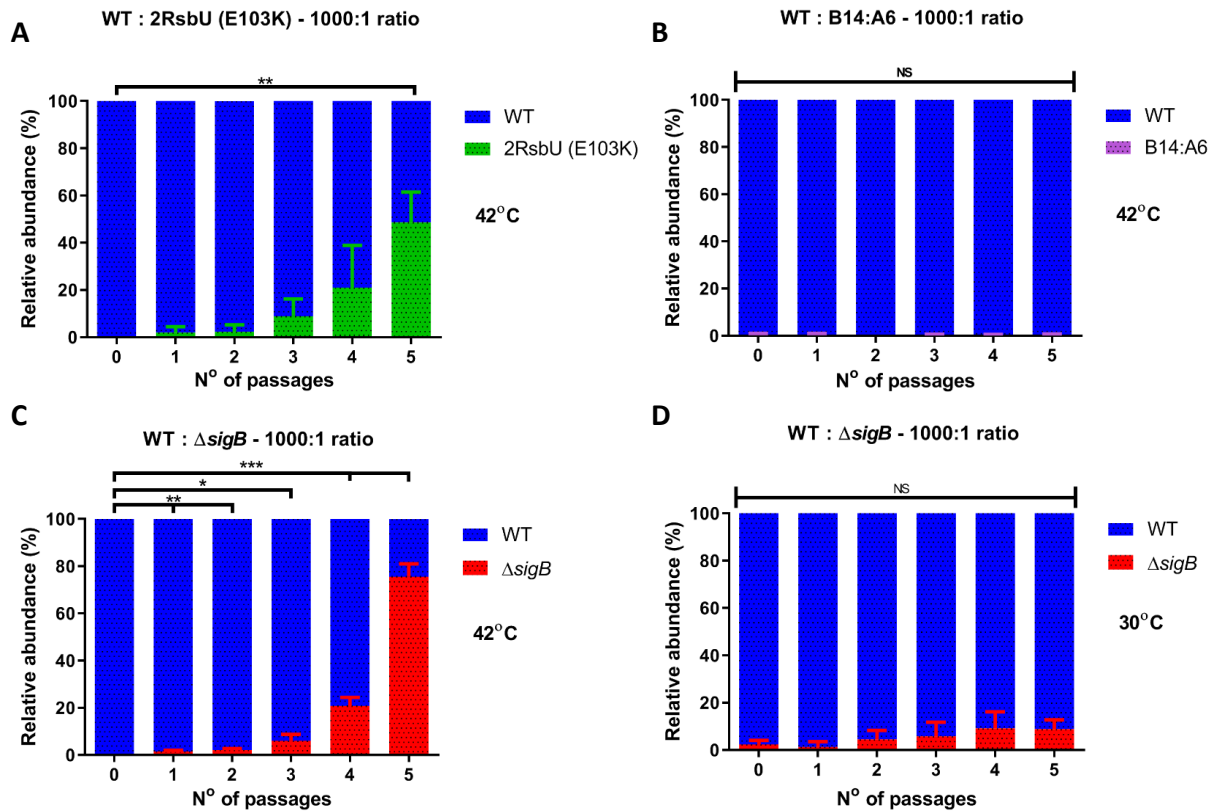 A
WT : 2RsbU (E103K) - 1000:1 ratio
**
Relative abundance (%)
100
80
60
40
20
0
0 1 2 3 4 5
Nº of passages
WT
2RsbU (E103K)
42°C
B
WT : B14:A6 - 1000:1 ratio
NS
Relative abundance (%)
100
80
60
40
20
0
0 1 2 3 4 5
Nº of passages
WT
B14:A6
42°C
C
WT : ΔsigB - 1000:1 ratio
***
*
**
Relative abundance (%)
100
80
60
40
20
0
0 1 2 3 4 5
Nº of passages
WT
ΔsigB
42°C
D
WT : ΔsigB - 1000:1 ratio
NS
Relative abundance (%)
100
80
60
40
20
0
0 1 2 3 4 5
Nº of passages
WT
ΔsigB
30°C